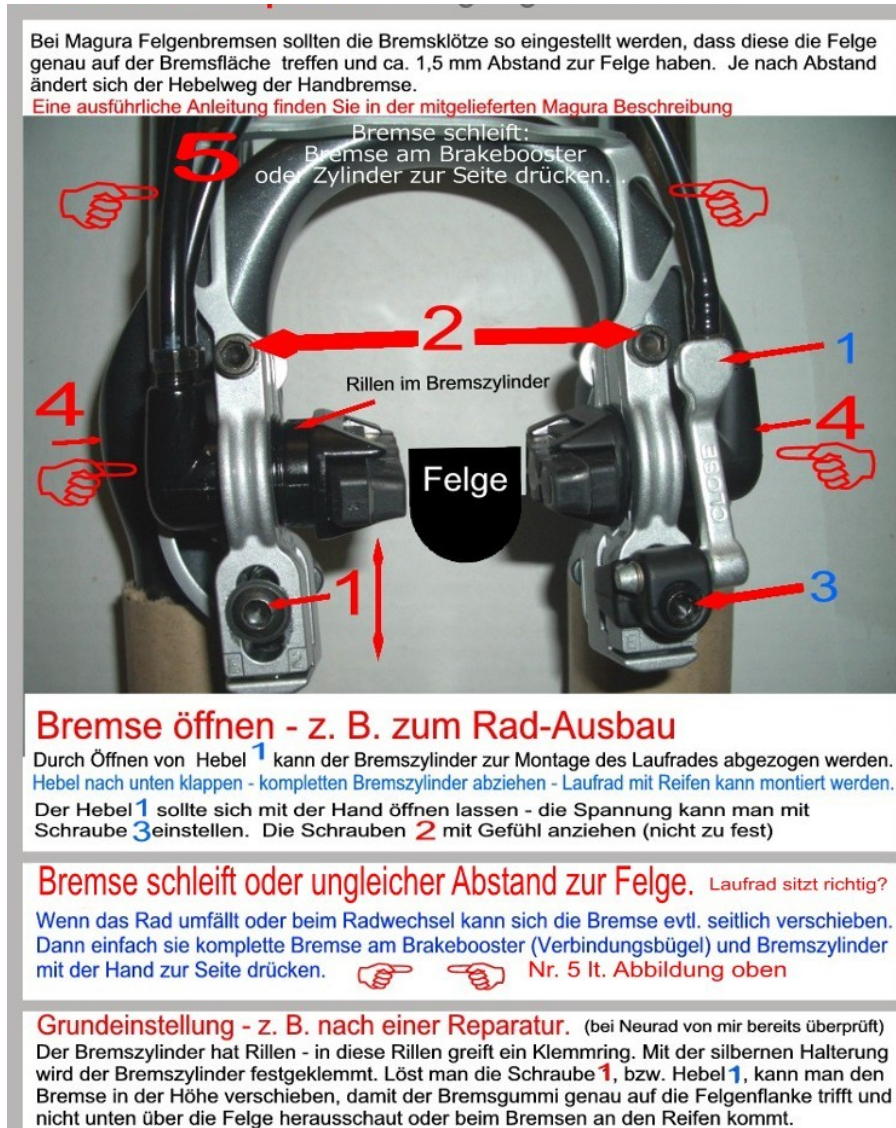 Bei Magura Felgenbremsen sollten die Bremsklötze so eingestellt werden, dass diese die Felge
genau auf der Bremsfläche treffen und ca. 1,5 mm Abstand zur Felge haben. Je nach Abstand
ändert sich der Hebelweg der Handbremse.
Eine ausführliche Anleitung finden Sie in der mitgelieferten Magura Beschreibung
5
Bremse schleift:
Bremse am Brakebooster
oder Zylinder zur Seite drücken. .
2
1
Rillen im Bremszylinder
4
4
Felge
CLOSE
1
3
Bremse öffnen - z. B. zum Rad-Ausbau
Durch Öffnen von Hebel 1 kann der Bremszylinder zur Montage des Laufrades abgezogen werden.
Hebel nach unten klappen - kompletten Bremszylinder abziehen - Laufrad mit Reifen kann montiert werden.
Der Hebel 1 sollte sich mit der Hand öffnen lassen - die Spannung kann man mit
Schraube 3 einstellen. Die Schrauben 2 mit Gefühl anziehen (nicht zu fest)
Bremse schleift oder ungleicher Abstand zur Felge. Laufrad sitzt richtig?
Wenn das Rad umfällt oder beim Radwechsel kann sich die Bremse evtl. seitlich verschieben.
Dann einfach sie komplette Bremse am Brakebooster (Verbindungsbügel) und Bremszylinder
mit der Hand zur Seite drücken. Nr. 5 lt. Abbildung oben
Grundeinstellung - z. B. nach einer Reparatur. (bei Neurad von mir bereits überprüft)
Der Bremszylinder hat Rillen - in diese Rillen greift ein Klemmring. Mit der silbernen Halterung
wird der Bremszylinder festgeklemmt. Löst man die Schraube 1, bzw. Hebel 1, kann man den
Bremse in der Höhe verschieben, damit der Bremsgummi genau auf die Felgenflanke trifft und
nicht unten über die Felge herausschaut oder beim Bremsen an den Reifen kommt.